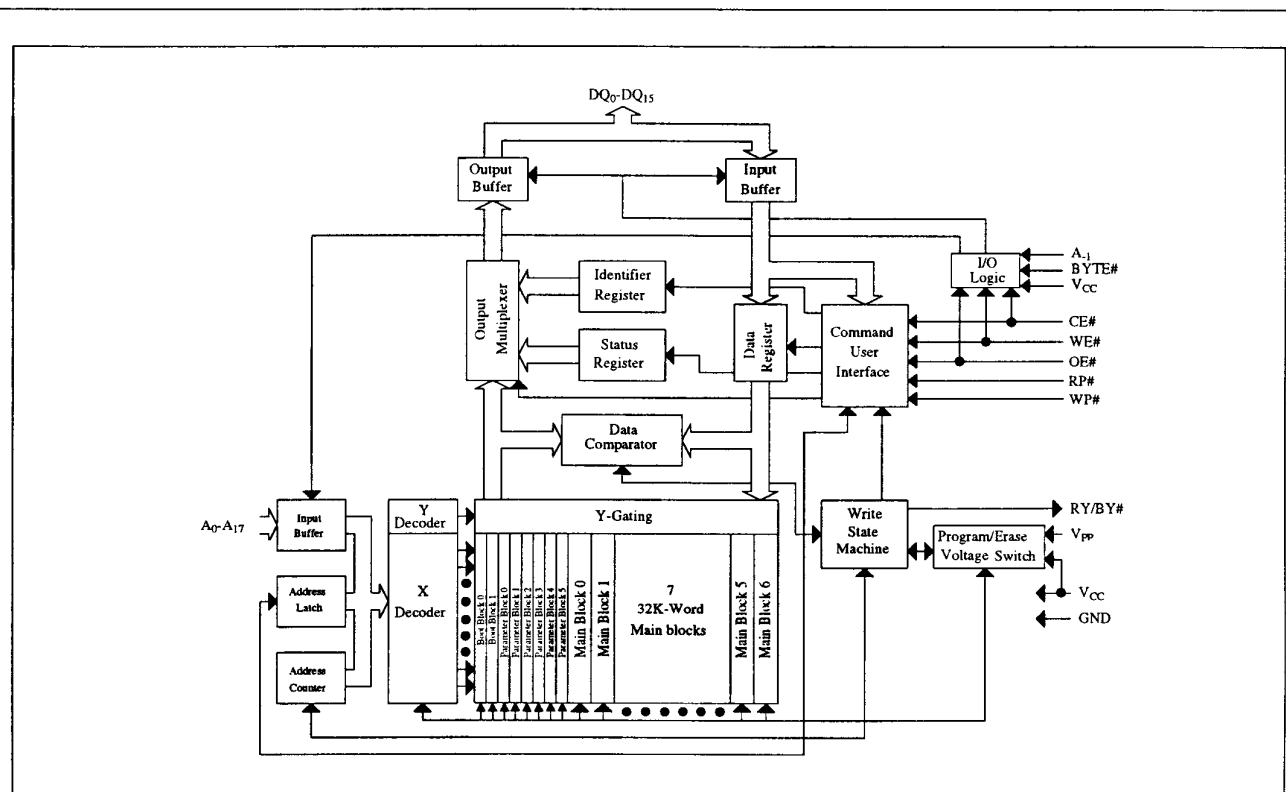 DQ0-DQ15
Output
Buffer
Input
Buffer
Output
Multiplexer
Identifier
Register
Status
Register
Data
Register
Command
User
Interface
I/O
Logic
A-1
BYTE#
VCC
CE#
WE#
OE#
RP#
WP#
Data
Comparator
A0-A17
Input
Buffer
Address
Latch
Address
Counter
Y
Decoder
X
Decoder
Y-Gating
Boot Block 0
Boot Block 1
Parameter Block 0
Parameter Block 1
Parameter Block 2
Parameter Block 3
Parameter Block 4
Parameter Block 5
Main Block 0
Main Block 1
7
32K-Word
Main blocks
Main Block 5
Main Block 6
Write
State
Machine
Program/Erase
Voltage Switch
RY/BY#
VPP
VCC
GND